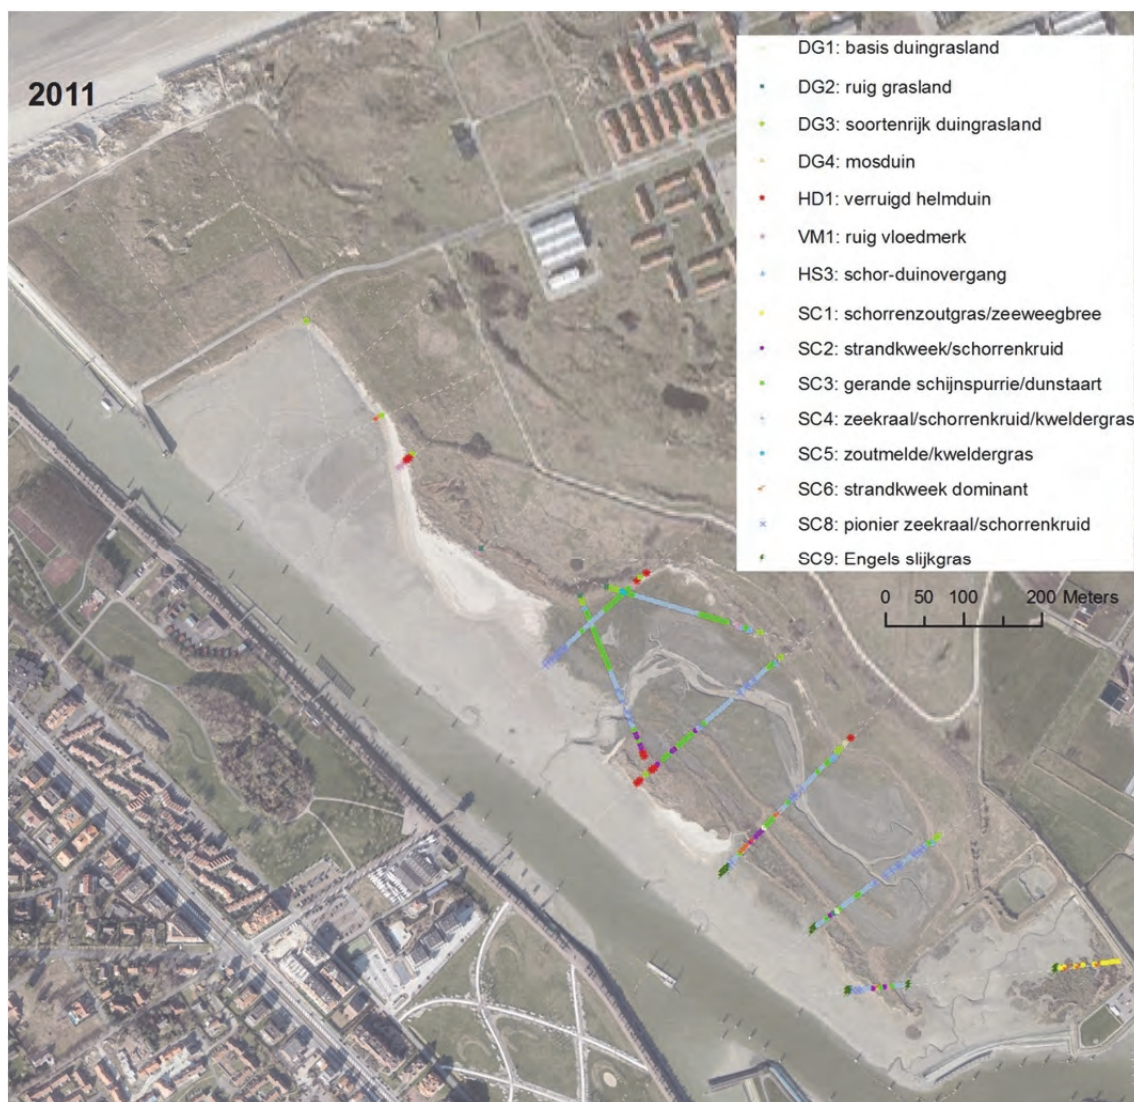 2011
DG1: basis duingrasland
DG2: ruig grasland
DG3: soortenrijk duingrasland
DG4: mosduin
HD1: verruigd helmduin
VM1: ruig vloedmerk
HS3: schor-duinovergang
SC1: schorrenzoutgras/zeeweegbree
SC2: strandkweek/schorrenkruid
SC3: gerande schijnspurrie/dunstaart
SC4: zeekraal/schorrenkruid/kweldergras
SC5: zoutmelde/kweldergras
SC6: strandkweek dominant
SC8: pionier zeekraal/schorrenkruid
SC9: Engels slijkgras
0 50 100 200 Meters